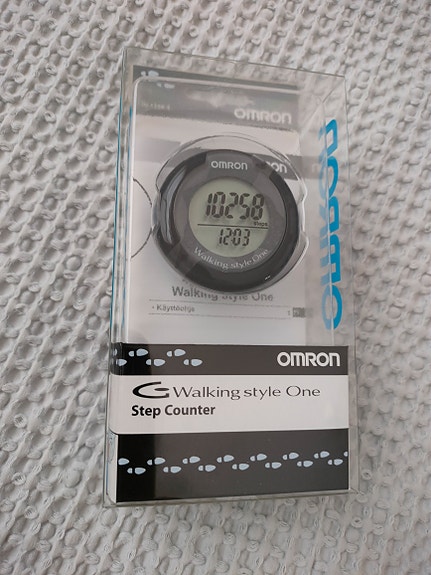 OMRON
OMRON
10258
Steps
12:03
Walking style One
Walking style One
• Käyttöohje
OMRON
OMRON
Walking style One
Step Counter